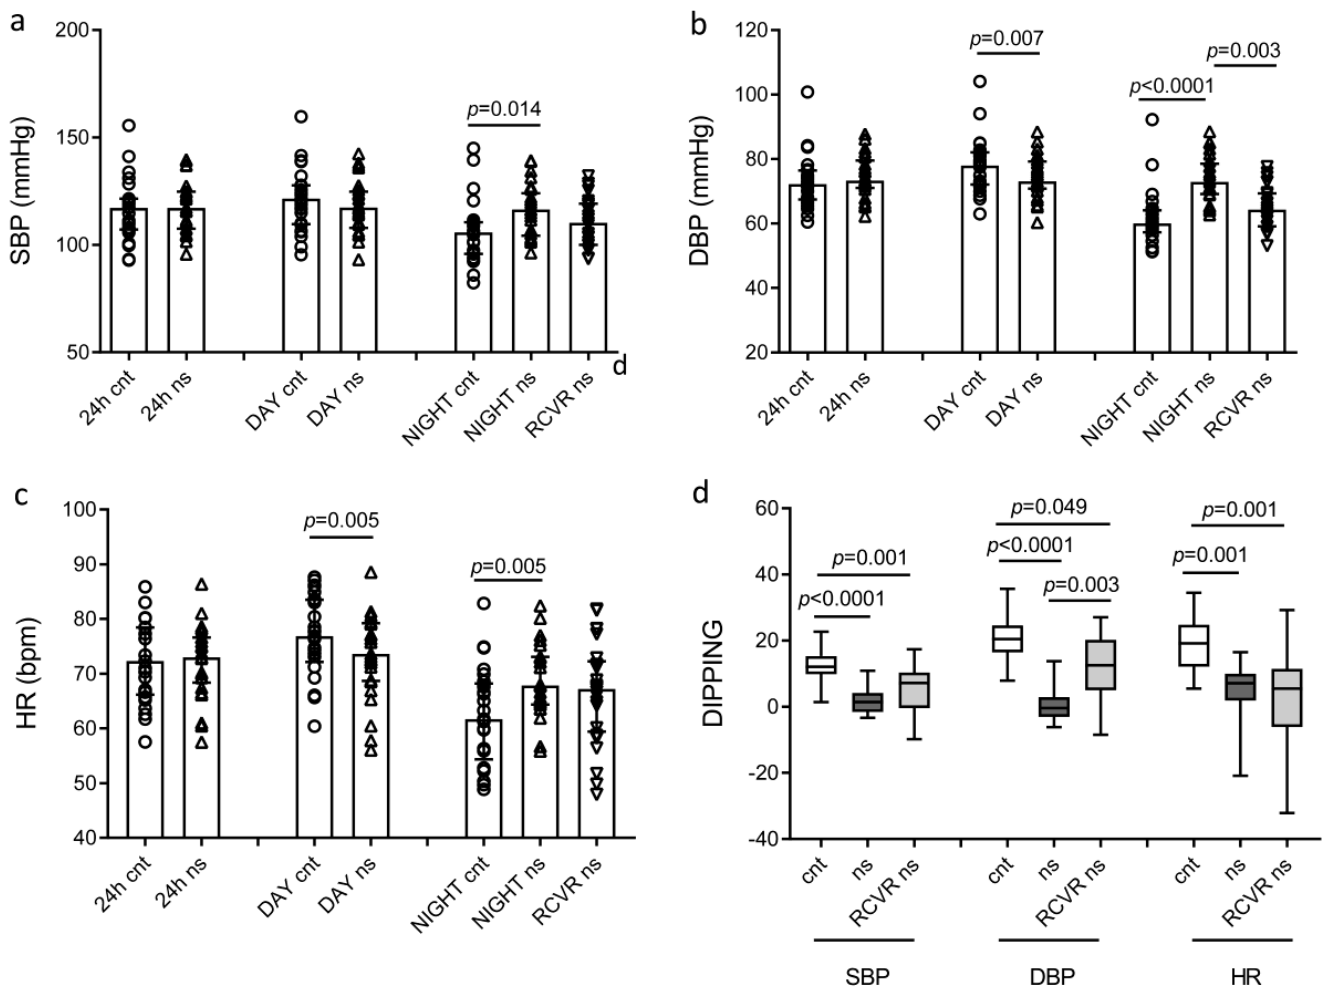 a
200
150
100
50
SBP (mmHg)
p=0.014
24h cnt
24h ns
DAY cnt
DAY ns
NIGHT cnt
NIGHT ns
RCVR ns
d
b
120
100
80
60
40
20
DBP (mmHg)
p=0.007
p<0.0001
p=0.003
24h cnt
24h ns
DAY cnt
DAY ns
NIGHT cnt
NIGHT ns
RCVR ns
c
100
90
80
70
60
50
40
HR (bpm)
p=0.005
p=0.005
24h cnt
24h ns
DAY cnt
DAY ns
NIGHT cnt
NIGHT ns
RCVR ns
d
60
40
20
0
-20
-40
DIPPING
p=0.001
p<0.0001
p=0.049
p<0.0001
p=0.003
p=0.001
p=0.001
cnt
ns
RCVR ns
cnt
ns
RCVR ns
cnt
ns
RCVR ns
SBP
DBP
HR